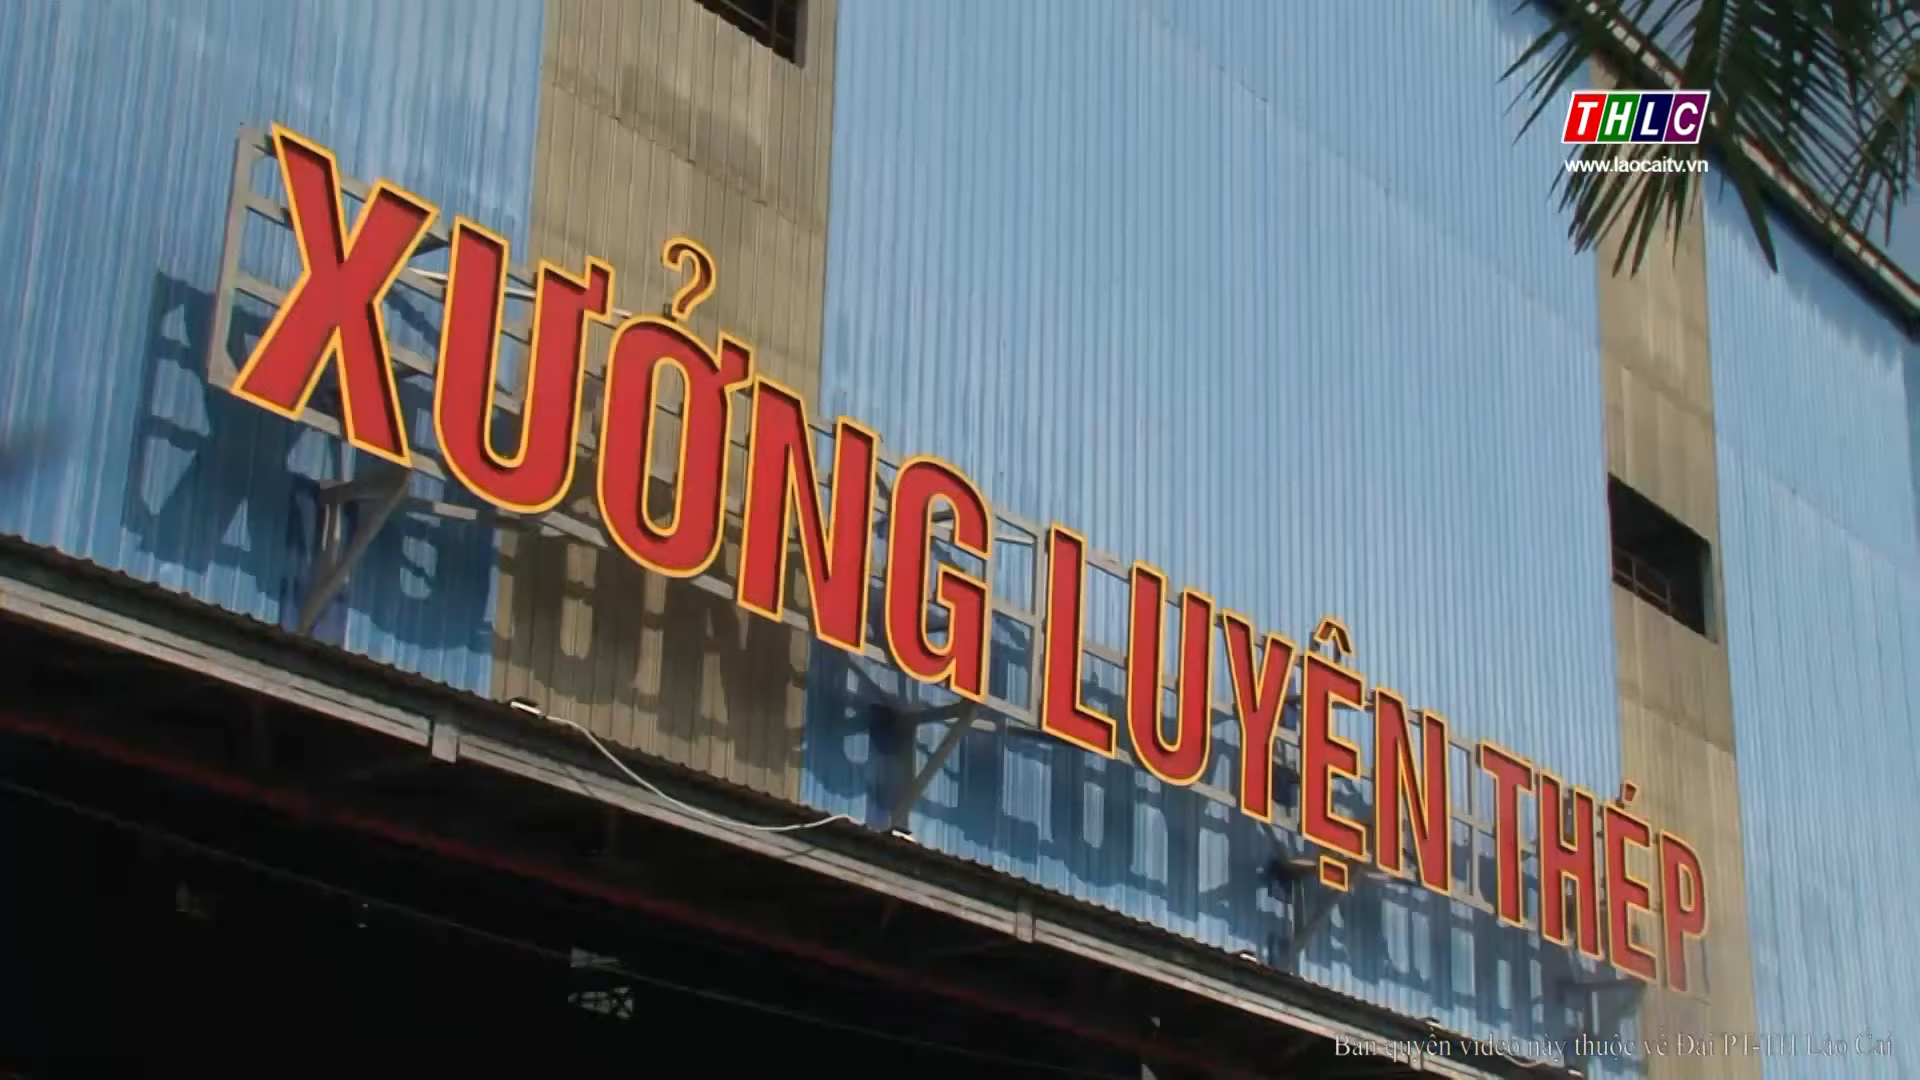 THLC
www.laocaitv.vn
XƯỞNG LUYỆN THÉP
Bản quyền video này thuộc về Đài PT-TH Lào Cai